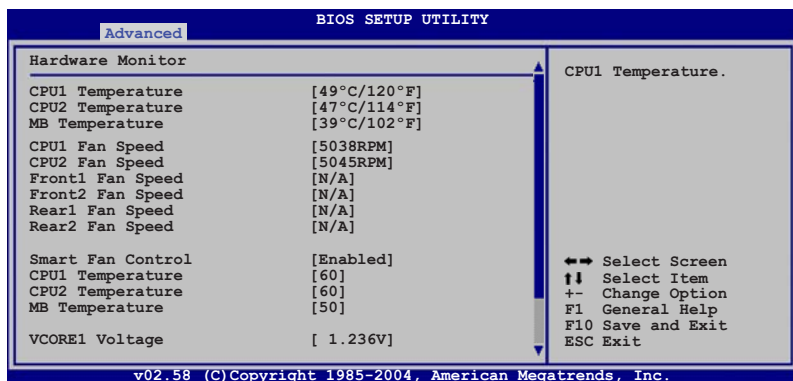 BIOS SETUP UTILITY
Advanced
Hardware Monitor
CPU1 Temperature [49°C/120°F]
CPU2 Temperature [47°C/114°F]
MB Temperature [39°C/102°F]
CPU1 Fan Speed [5038RPM]
CPU2 Fan Speed [5045RPM]
Front1 Fan Speed [N/A]
Front2 Fan Speed [N/A]
Rear1 Fan Speed [N/A]
Rear2 Fan Speed [N/A]
Smart Fan Control [Enabled]
CPU1 Temperature [60]
CPU2 Temperature [60]
MB Temperature [50]
VCORE1 Voltage [ 1.236V]
CPU1 Temperature.
Select Screen
Select Item
+- Change Option
F1 General Help
F10 Save and Exit
ESC Exit
v02.58 (C)Copyright 1985-2004, American Megatrends, Inc.